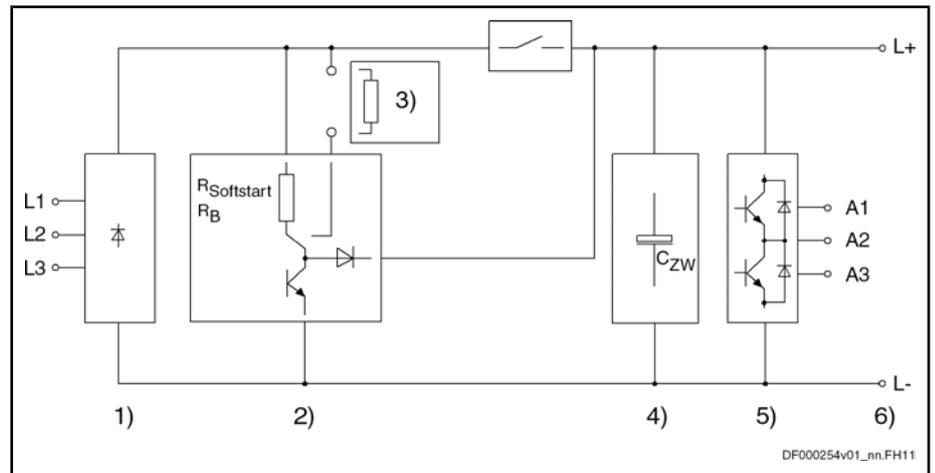 L+
3)
L1
L2
L3
RSoftstart
RB
CZW
A1
A2
A3
L-
1)
2)
4)
5)
6)
DF000254v01_nn.FH11